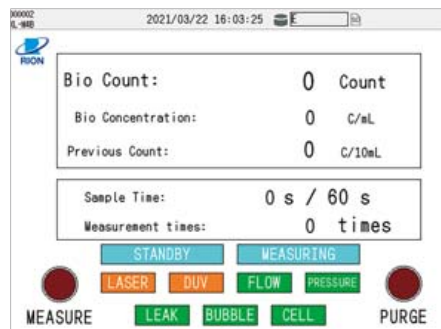 2021/03/22 16:03:25 E
XL-M4B
RION
Bio Count: 0 Count
Bio Concentration: 0 C/mL
Previous Count: 0 C/10mL
Sample Time: 0 s / 60 s
Measurement times: 0 times
STANDBY MEASURING
LASER DUV FLOW PRESSURE
MEASURE LEAK BUBBLE CELL PURGE